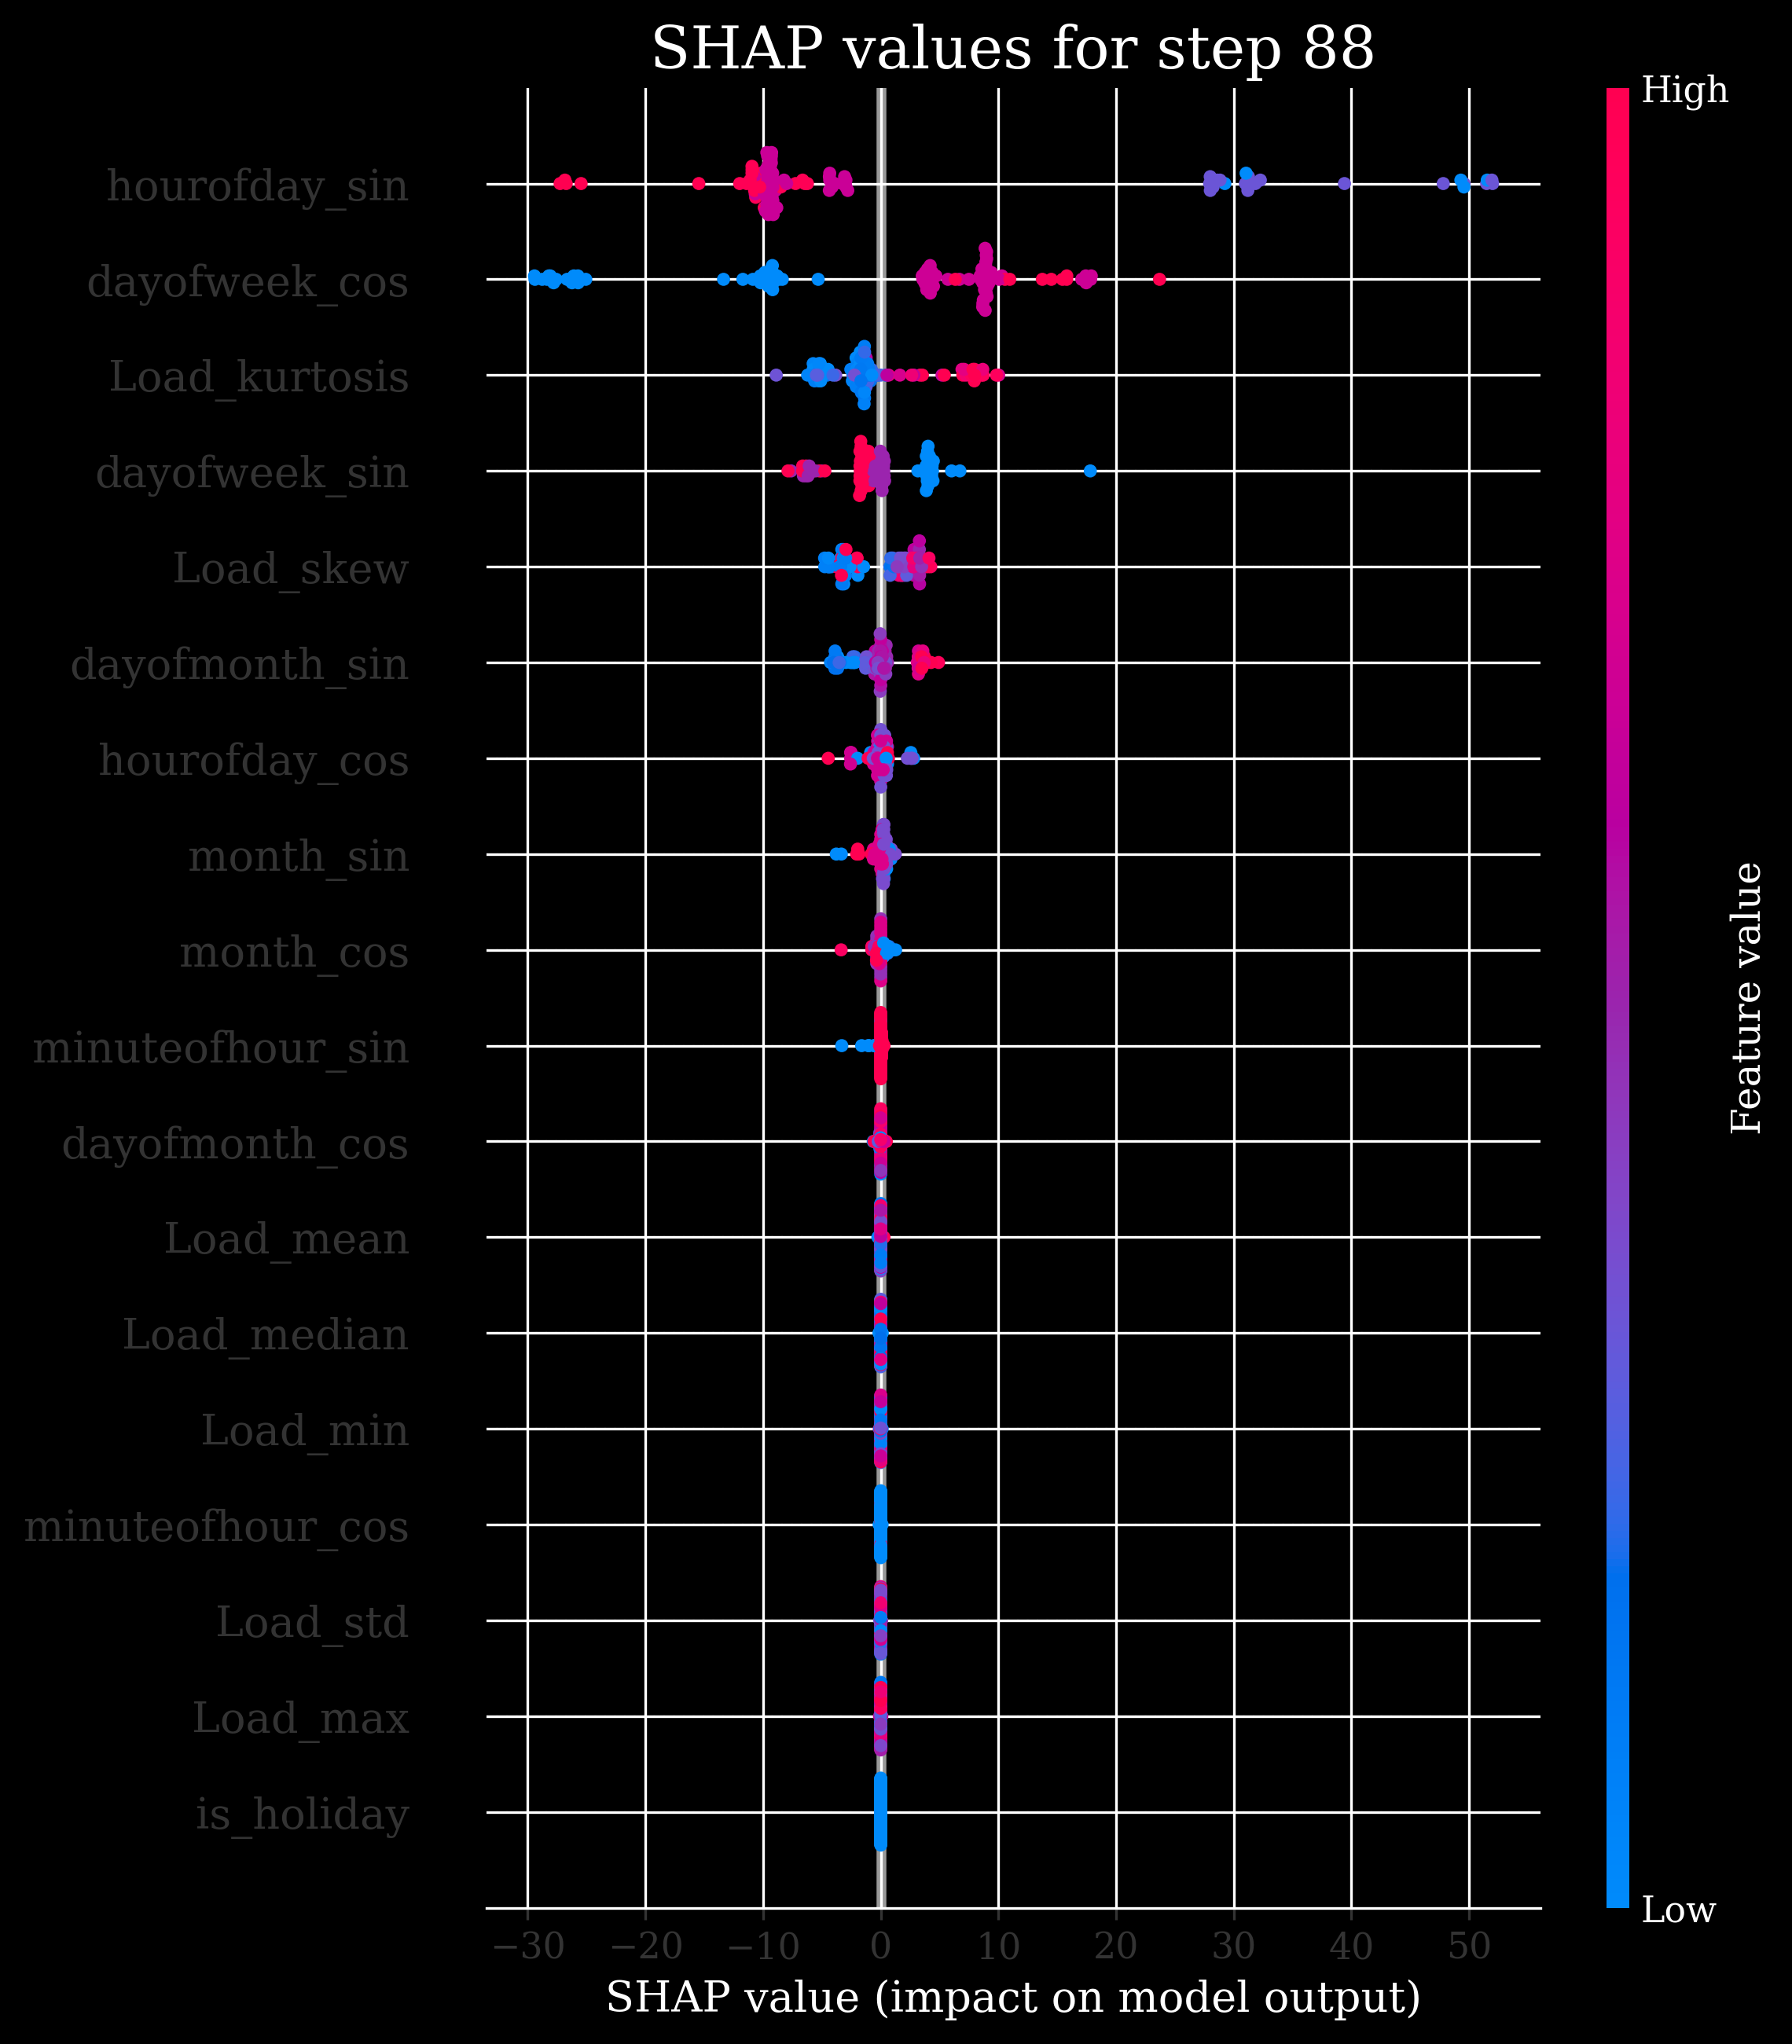 SHAP values for step 88
High
hourofday_sin
dayofweek_cos
Load_kurtosis
dayofweek_sin
Load_skew
dayofmonth_sin
hourofday_cos
month_sin
month_cos
minuteofhour_sin
dayofmonth_cos
Load_mean
Load_median
Load_min
minuteofhour_cos
Load_std
Load_max
is_holiday
Feature value
Low
−30 −20 −10 0 10 20 30 40 50
SHAP value (impact on model output)